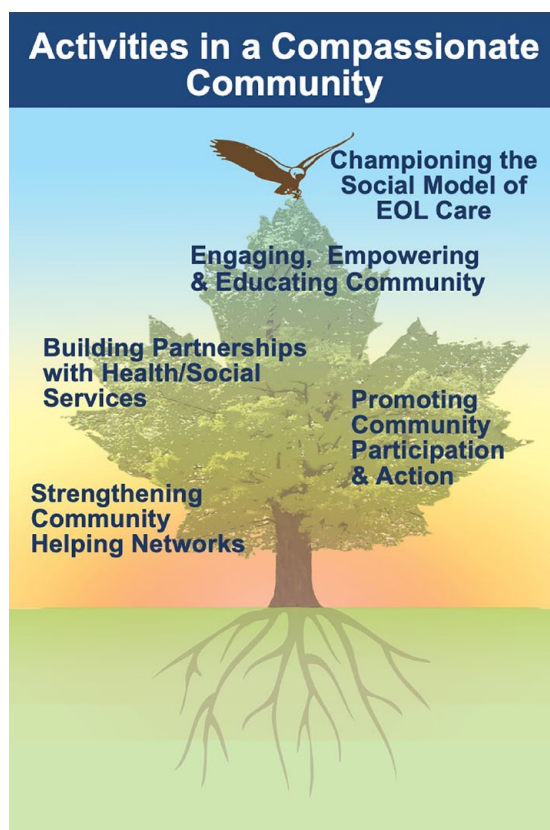 Activities in a Compassionate
Community
Championing the
Social Model of
EOL Care
Engaging, Empowering
& Educating Community
Building Partnerships
with Health/Social
Services
Promoting
Community
Participation
& Action
Strengthening
Community
Helping Networks